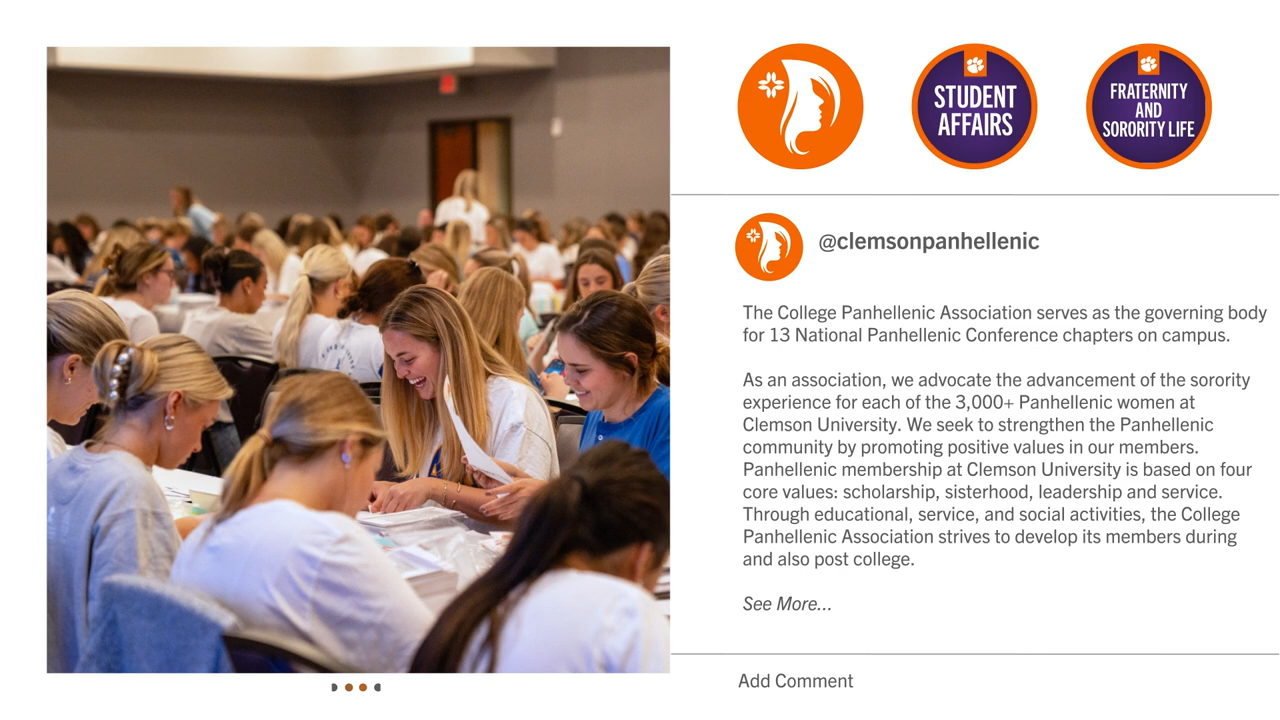 STUDENT
AFFAIRS
FRATERNITY
AND
SORORITY LIFE
@clemsonpanhellenic
The College Panhellenic Association serves as the governing body
for 13 National Panhellenic Conference chapters on campus.
As an association, we advocate the advancement of the sorority
experience for each of the 3,000+ Panhellenic women at
Clemson University. We seek to strengthen the Panhellenic
community by promoting positive values in our members.
Panhellenic membership at Clemson University is based on four
core values: scholarship, sisterhood, leadership and service.
Through educational, service, and social activities, the College
Panhellenic Association strives to develop its members during
and also post college.
See More...
Add Comment